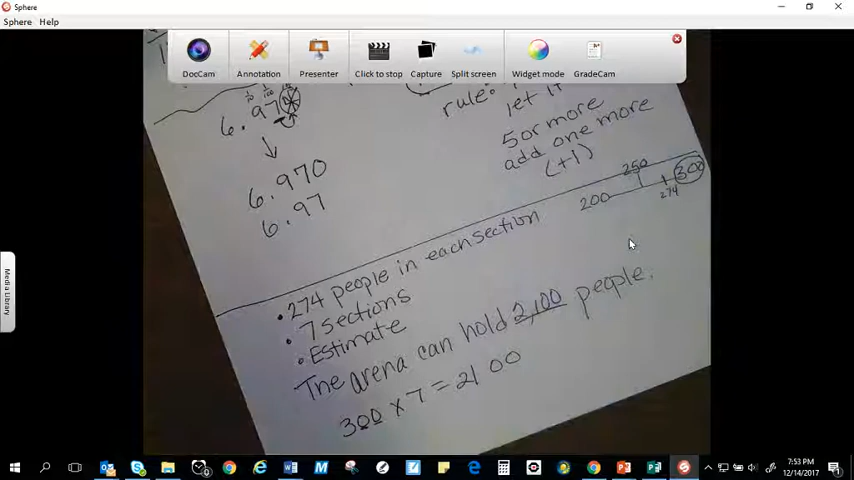 Sphere
Sphere Help
DocCam
Annotation
Presenter
Click to stop
Capture
Split screen
Widget mode
GradeCam
Media Library
6.97
6.970
6.97
rule:
let it
5 or more
add one more
(+1)
200
250
274
300
• 274 people in each section
• 7 sections
• Estimate
The arena can hold 2,100 people.
300 x 7 = 2100
7:53 PM
12/14/2017